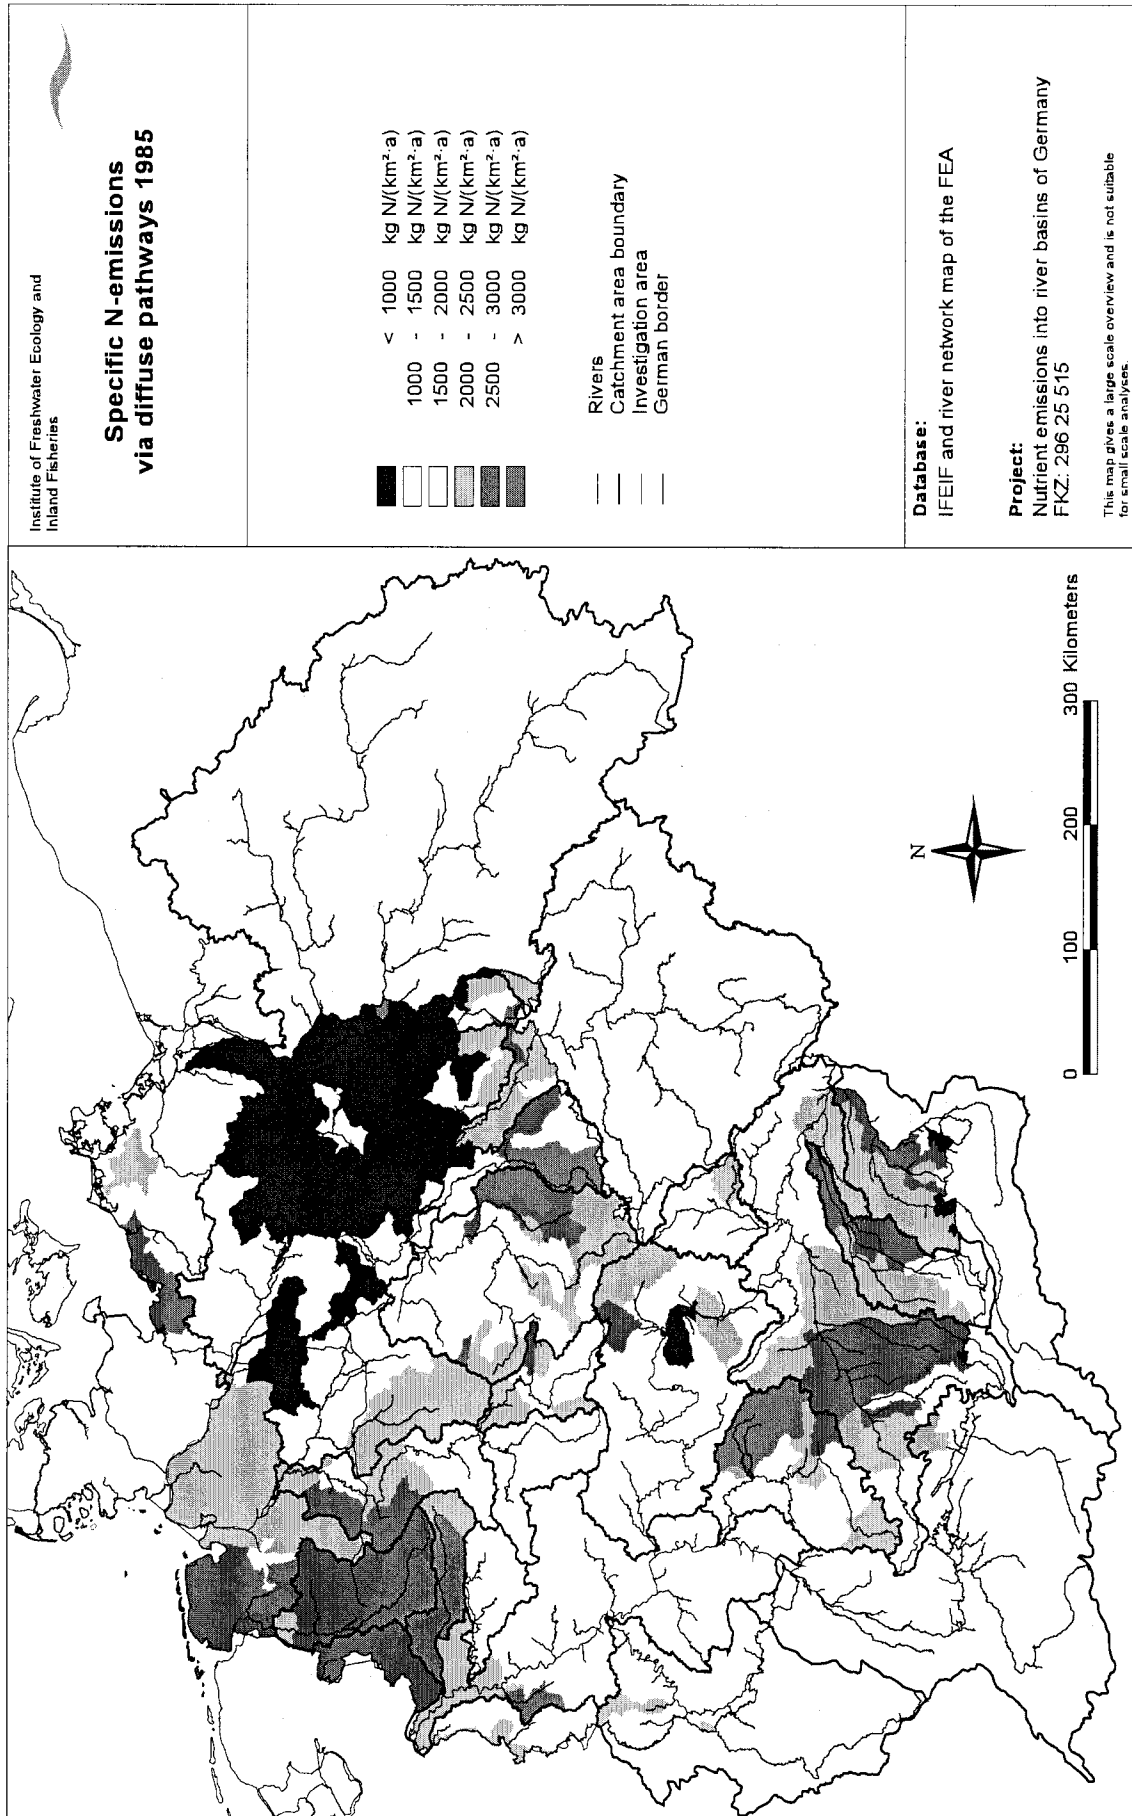 Institute of Freshwater Ecology and
Inland Fisheries
Specific N-emissions
via diffuse pathways 1985
< 1000 kg N/(km²·a)
1000 - 1500 kg N/(km²·a)
1500 - 2000 kg N/(km²·a)
2000 - 2500 kg N/(km²·a)
2500 - 3000 kg N/(km²·a)
> 3000 kg N/(km²·a)
Rivers
Catchment area boundary
Investigation area
German border
Database:
IFEIF and river network map of the FEA
Project:
Nutrient emissions into river basins of Germany
FKZ: 296 25 515
This map gives a large scale overview and is not suitable
for small scale analyses.
N
0 100 200 300 Kilometers